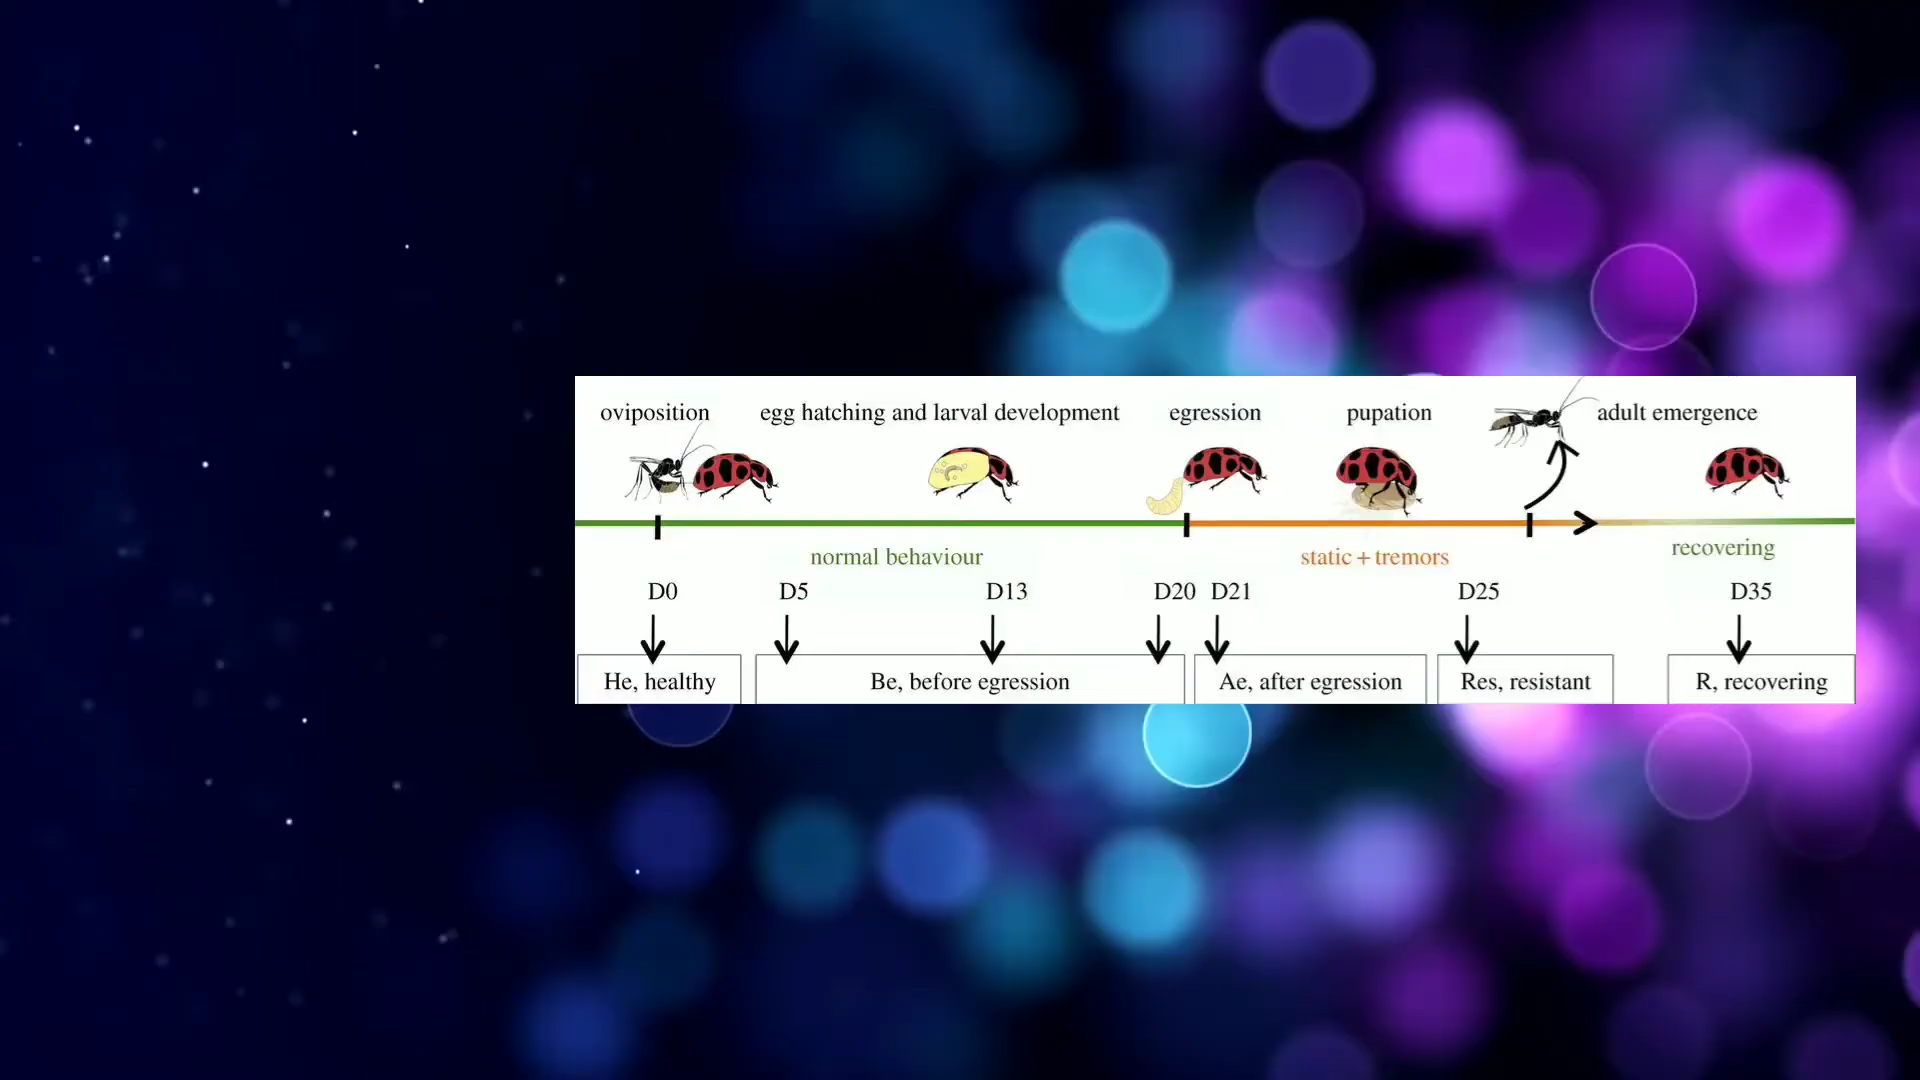 oviposition egg hatching and larval development egression pupation adult emergence
normal behaviour static + tremors recovering
D0 D5 D13 D20 D21 D25 D35
He, healthy Be, before egression Ae, after egression Res, resistant R, recovering